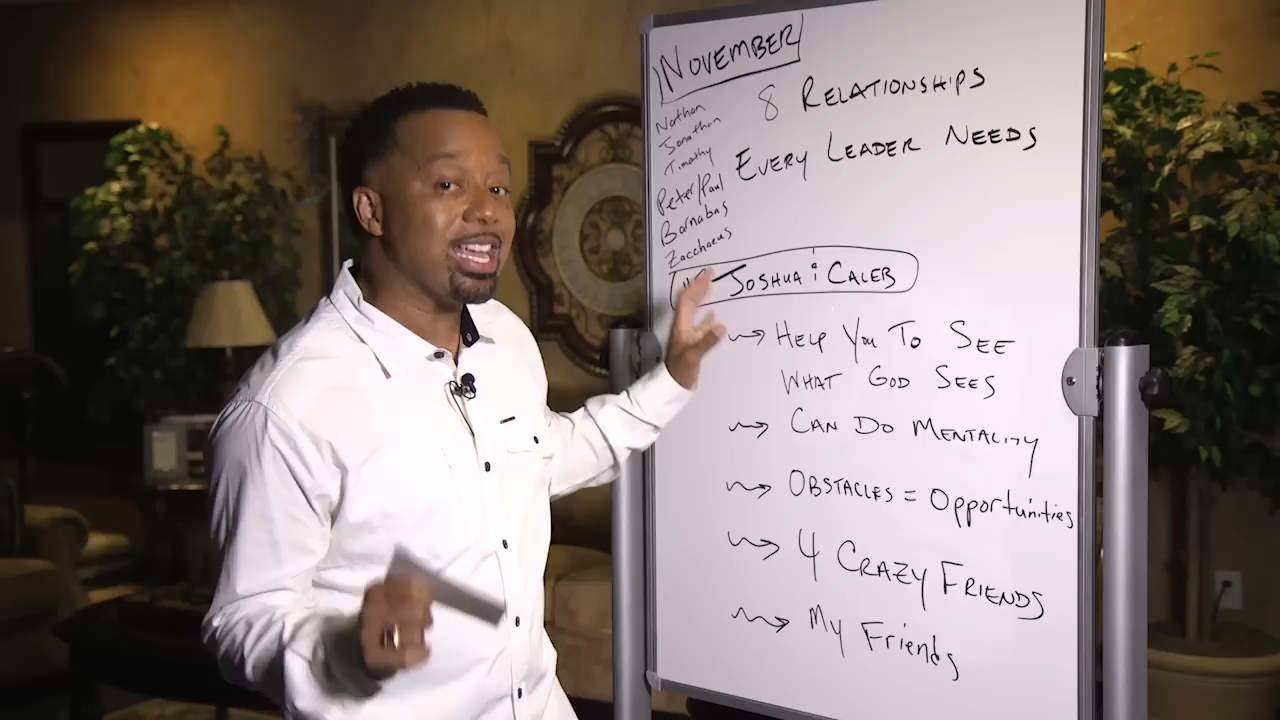 NOVEMBER
8 RELATIONSHIPS
EVERY LEADER NEEDS
Nathan
Jonathan
Timothy
Peter/Paul
Barnabas
Zacchaeus
JOSHUA & CALEB
HELP YOU TO SEE
WHAT GOD SEES
CAN DO MENTALITY
OBSTACLES = Opportunities
4 CRAZY FRIENDS
My Friends